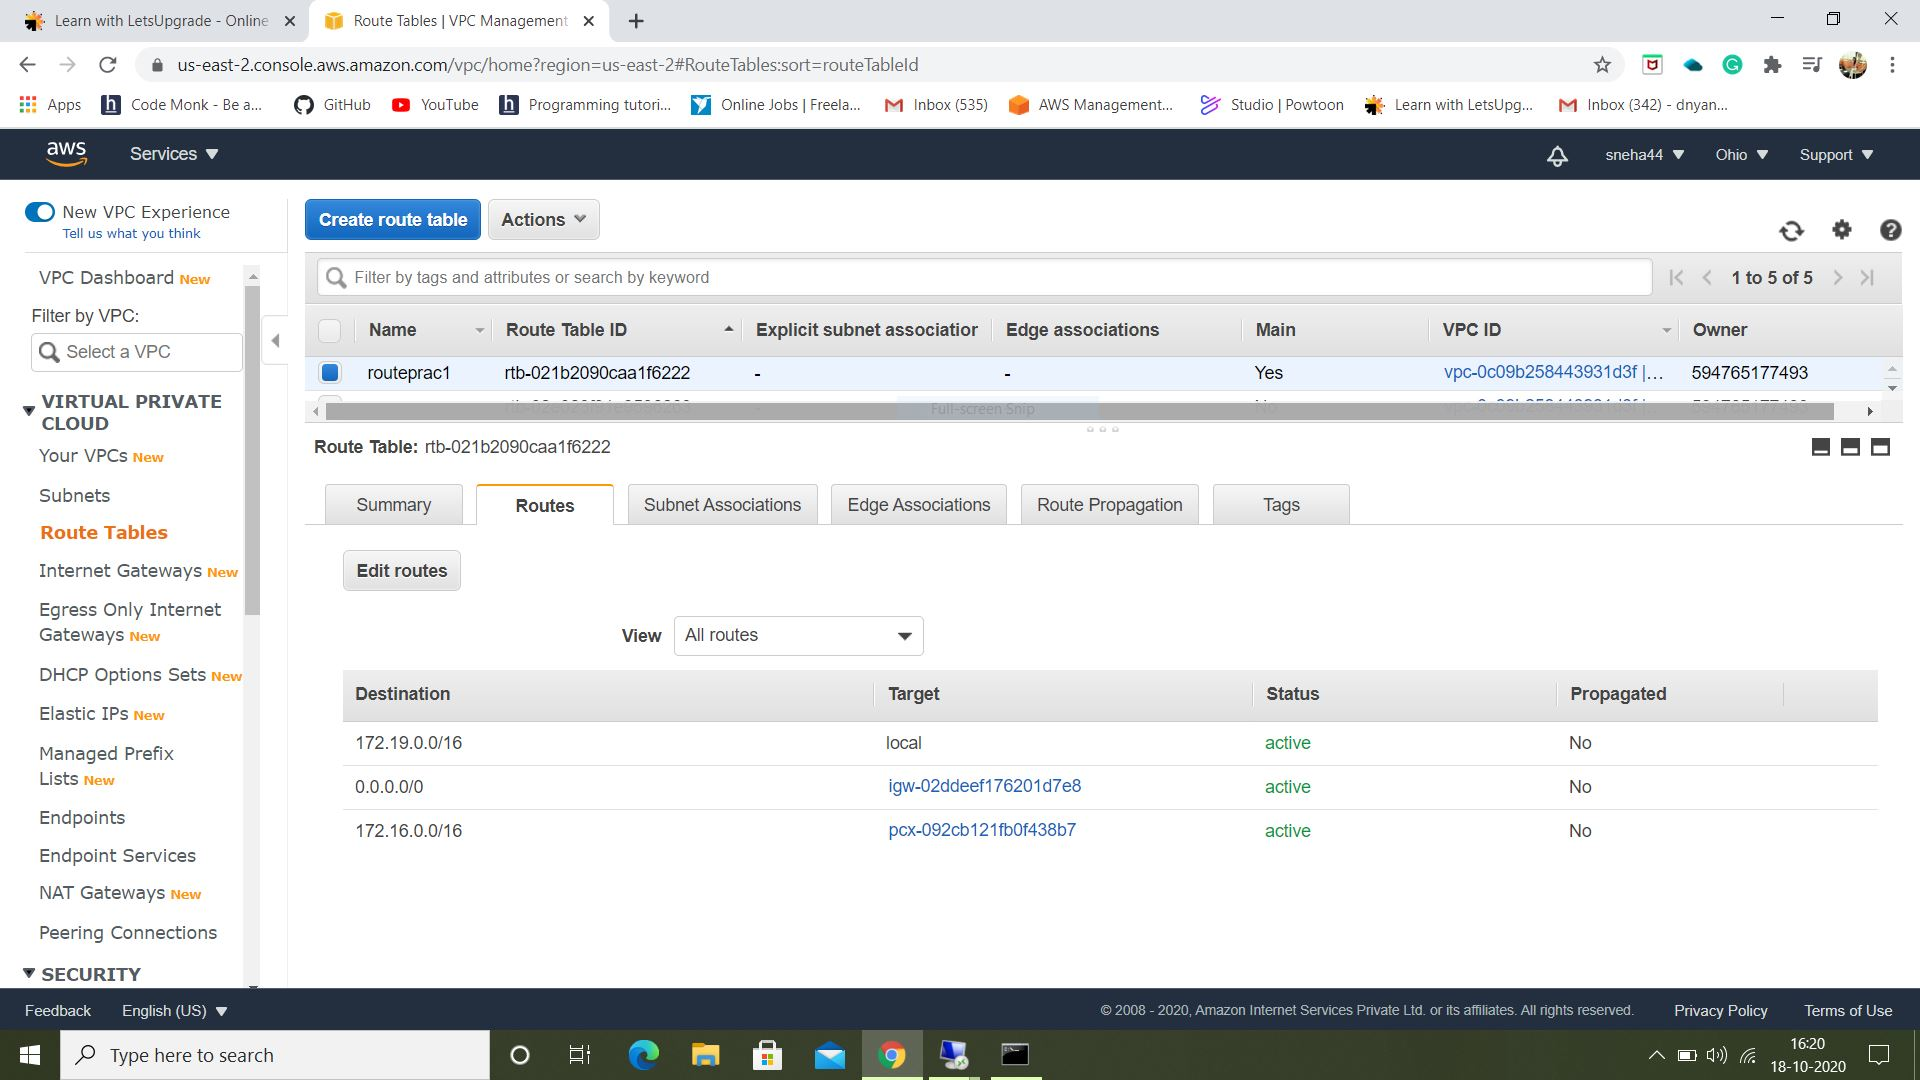 Learn with LetsUpgrade - Online
Route Tables | VPC Management
us-east-2.console.aws.amazon.com/vpc/home?region=us-east-2#RouteTables:sort=routeTableId
Apps
Code Monk - Be a...
GitHub
YouTube
Programming tutori...
Online Jobs | Freela...
Inbox (535)
AWS Management...
Studio | Powtoon
Learn with LetsUpg...
Inbox (342) - dnyan...
aws
Services
sneha44
Ohio
Support
New VPC Experience
Tell us what you think
VPC Dashboard New
Filter by VPC:
Select a VPC
VIRTUAL PRIVATE
CLOUD
Your VPCs New
Subnets
Route Tables
Internet Gateways New
Egress Only Internet
Gateways New
DHCP Options Sets New
Elastic IPs New
Managed Prefix
Lists New
Endpoints
Endpoint Services
NAT Gateways New
Peering Connections
SECURITY
Create route table
Actions
Filter by tags and attributes or search by keyword
1 to 5 of 5
Name Route Table ID Explicit subnet association Edge associations Main VPC ID Owner
routeprac1 rtb-021b2090caa1f6222 - - Yes vpc-0c09b258443931d3f |... 594765177493
Full-screen Snip
Route Table: rtb-021b2090caa1f6222
Summary
Routes
Subnet Associations
Edge Associations
Route Propagation
Tags
Edit routes
View All routes
Destination Target Status Propagated
172.19.0.0/16 local active No
0.0.0.0/0 igw-02ddeef176201d7e8 active No
172.16.0.0/16 pcx-092cb121fb0f438b7 active No
Feedback
English (US)
© 2008 - 2020, Amazon Internet Services Private Ltd. or its affiliates. All rights reserved.
Privacy Policy
Terms of Use
Type here to search
16:20
18-10-2020